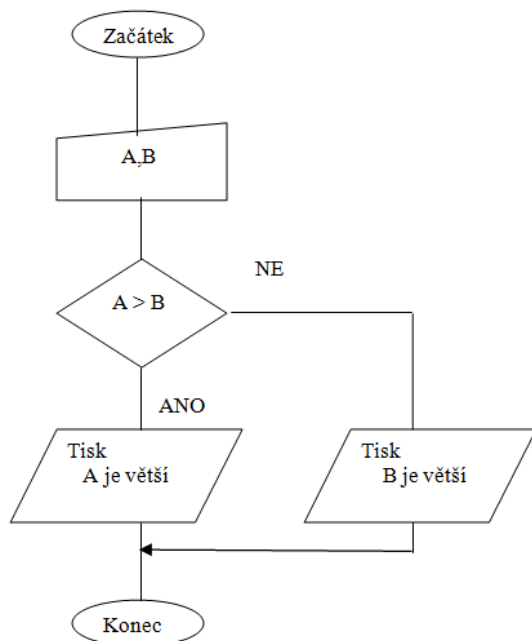 Začátek
A,B
A > B
NE
ANO
Tisk
A je větší
Tisk
B je větší
Konec